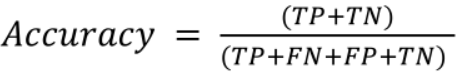 Accuracy = (TP+TN) / (TP+FN+FP+TN)